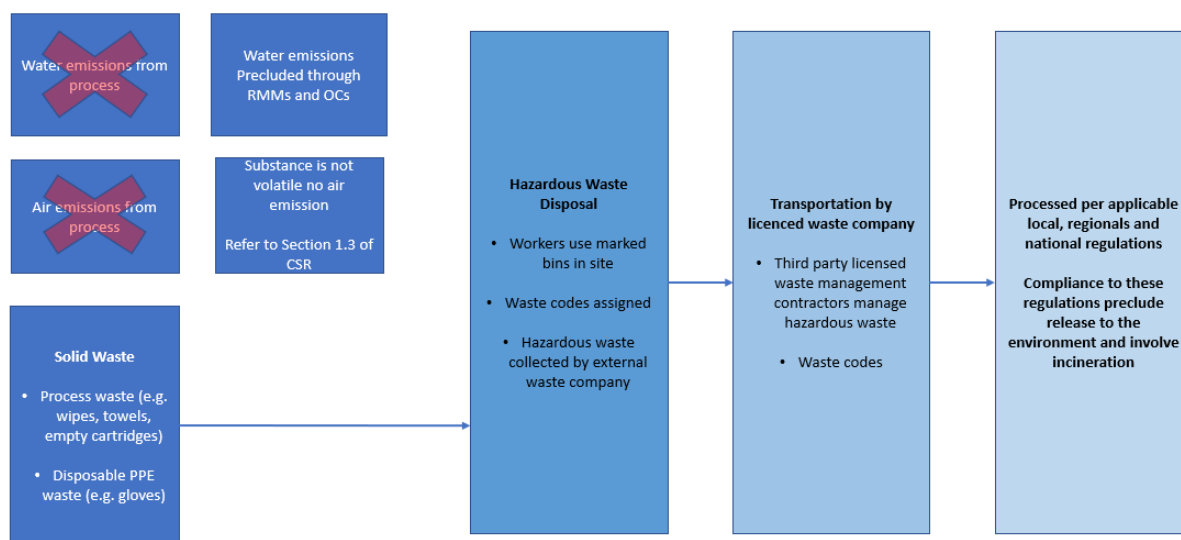 Water emissions from
process
Water emissions
Precluded through
RMMs and OCs
Air emissions from
process
Substance is not
volatile no air
emission
Refer to Section 1.3 of
CSR
Solid Waste
• Process waste (e.g.
wipes, towels,
empty cartridges)
• Disposable PPE
waste (e.g. gloves)
Hazardous Waste
Disposal
• Workers use marked
bins in site
• Waste codes assigned
• Hazardous waste
collected by external
waste company
Transportation by
licenced waste company
• Third party licensed
waste management
contractors manage
hazardous waste
• Waste codes
Processed per applicable
local, regionals and
national regulations
Compliance to these
regulations preclude
release to the
environment and involve
incineration